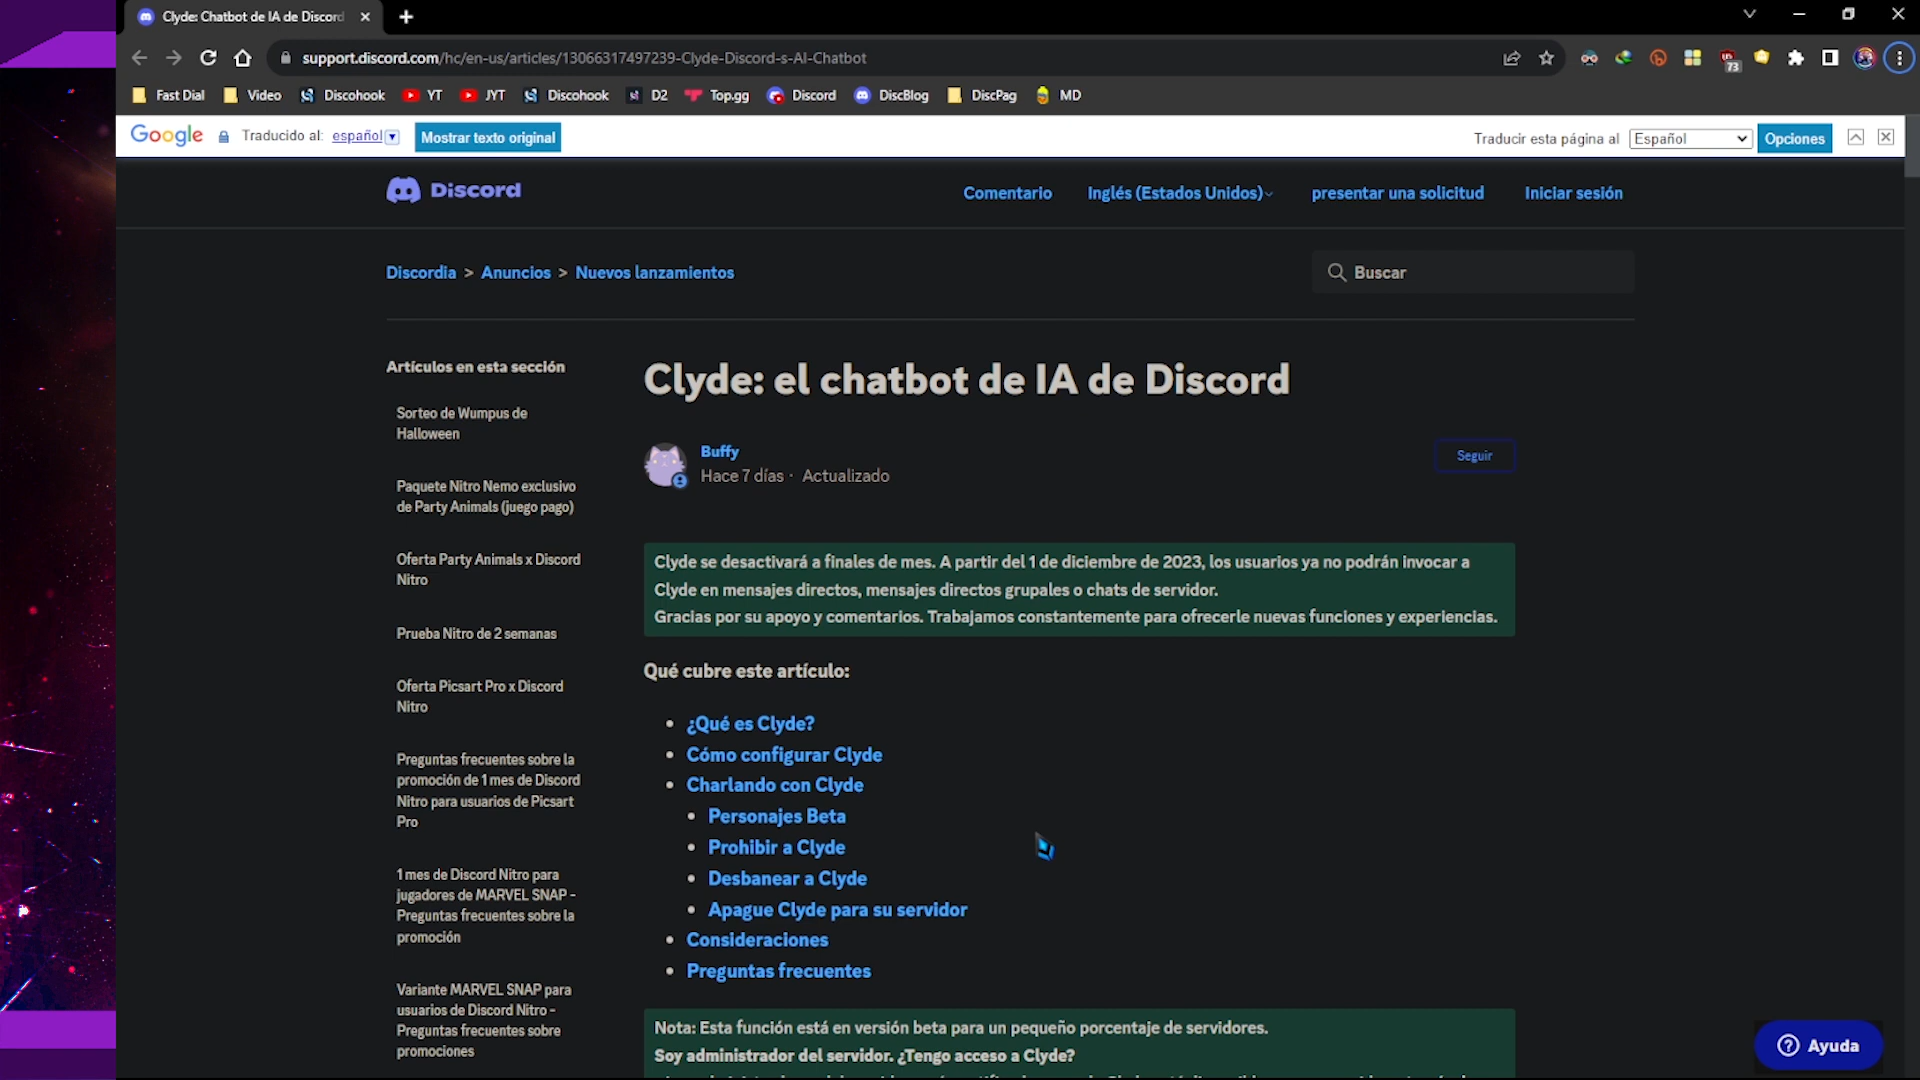 Clyde: Chatbot de IA de Discord
support.discord.com/hc/en-us/articles/13066317497239-Clyde-Discord-s-AI-Chatbot
73
Fast Dial
Video
Discohook
YT
JYT
Discohook
D2
Top.gg
Discord
DiscBlog
DiscPag
MD
Google
Traducido al: español
Mostrar texto original
Traducir esta página al
Español
Opciones
Discord
Comentario
Inglés (Estados Unidos)
presentar una solicitud
Iniciar sesión
Discordia > Anuncios > Nuevos lanzamientos
Buscar
Artículos en esta sección
Sorteo de Wumpus de
Halloween
Paquete Nitro Nemo exclusivo
de Party Animals (juego pago)
Oferta Party Animals x Discord
Nitro
Prueba Nitro de 2 semanas
Oferta Picsart Pro x Discord
Nitro
Preguntas frecuentes sobre la
promoción de 1 mes de Discord
Nitro para usuarios de Picsart
Pro
1 mes de Discord Nitro para
jugadores de MARVEL SNAP -
Preguntas frecuentes sobre la
promoción
Variante MARVEL SNAP para
usuarios de Discord Nitro -
Preguntas frecuentes sobre
promociones
Clyde: el chatbot de IA de Discord
Buffy
Hace 7 días · Actualizado
Seguir
Clyde se desactivará a finales de mes. A partir del 1 de diciembre de 2023, los usuarios ya no podrán invocar a
Clyde en mensajes directos, mensajes directos grupales o chats de servidor.
Gracias por su apoyo y comentarios. Trabajamos constantemente para ofrecerle nuevas funciones y experiencias.
Qué cubre este artículo:
• ¿Qué es Clyde?
• Cómo configurar Clyde
• Charlando con Clyde
• Personajes Beta
• Prohibir a Clyde
• Desbanear a Clyde
• Apague Clyde para su servidor
• Consideraciones
• Preguntas frecuentes
Nota: Esta función está en versión beta para un pequeño porcentaje de servidores.
Soy administrador del servidor. ¿Tengo acceso a Clyde?
Ayuda